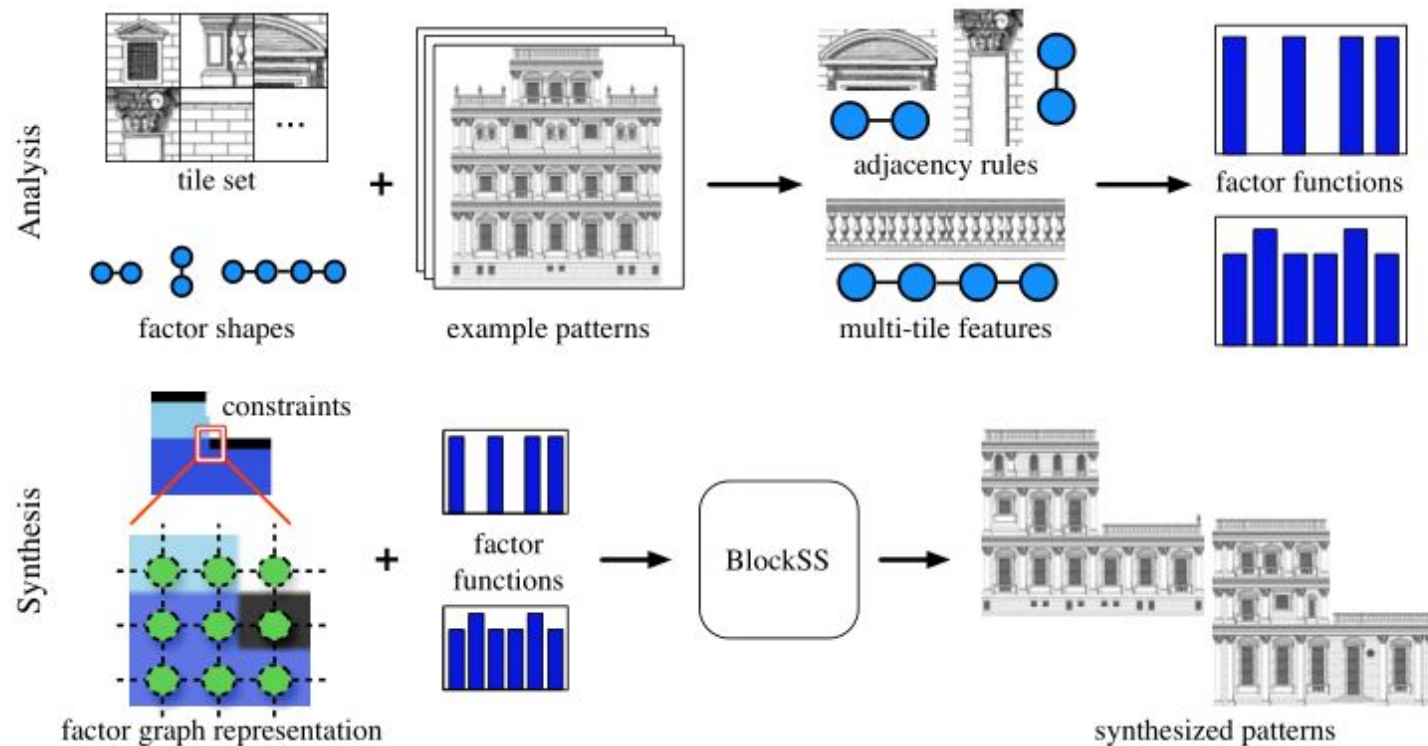 Analysis
...
tile set
+
adjacency rules
factor functions
factor shapes
example patterns
multi-tile features
Synthesis
constraints
+
factor
functions
BlockSS
factor graph representation
synthesized patterns